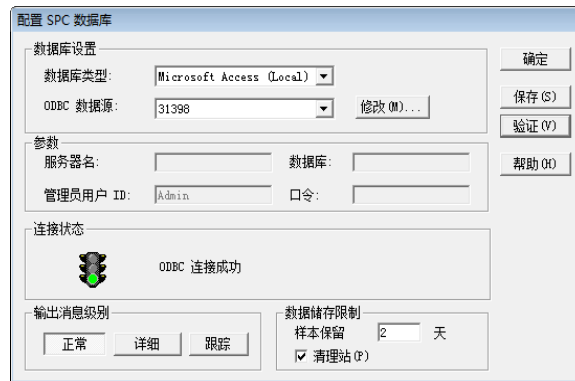 配置 SPC 数据库
数据库设置
数据库类型: Microsoft Access (Local)
ODBC 数据源: 31398 修改(M)...
确定
保存(S)
验证(V)
帮助(H)
参数
服务器名: 数据库:
管理员用户 ID: Admin 口令:
连接状态
ODBC 连接成功
输出消息级别
正常 详细 跟踪
数据储存限制
样本保留 2 天
清理站(P)